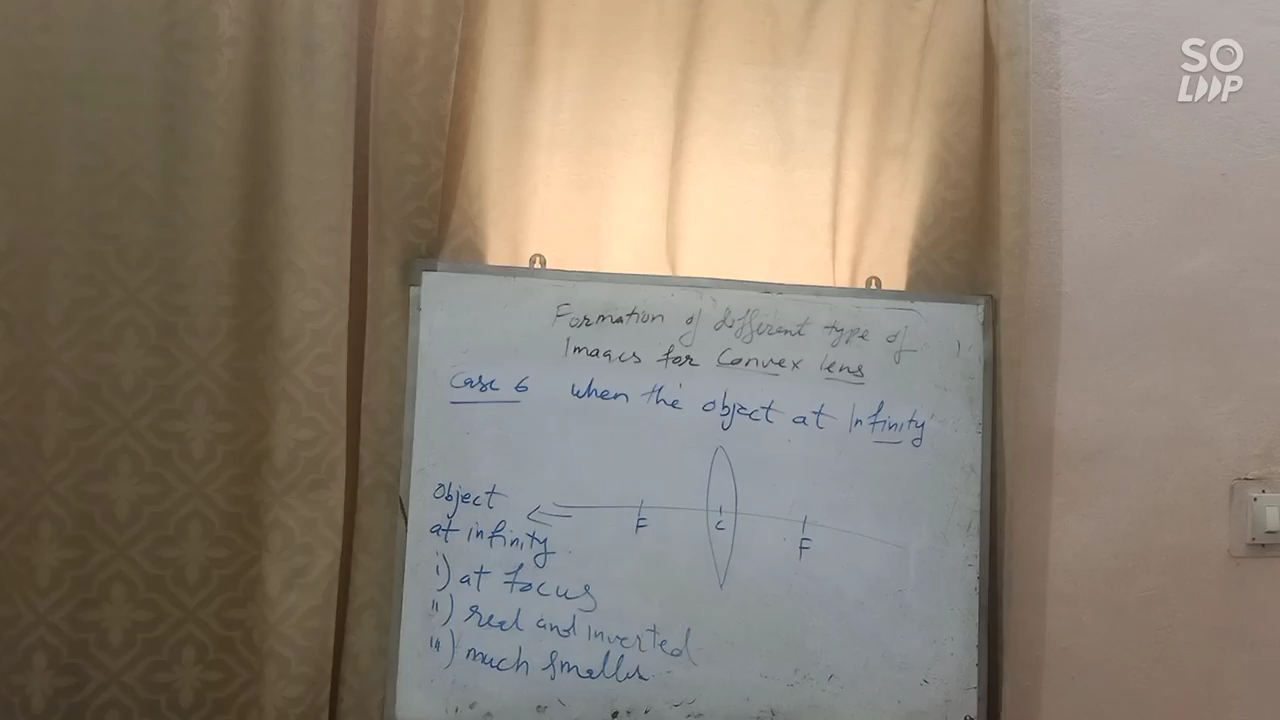 SO
LOOP
Formation of different type of
Images for Convex lens
Case 6 when the object at Infinity
Object
at infinity
F
C
F
i) at focus
ii) real and inverted
iii) much smaller